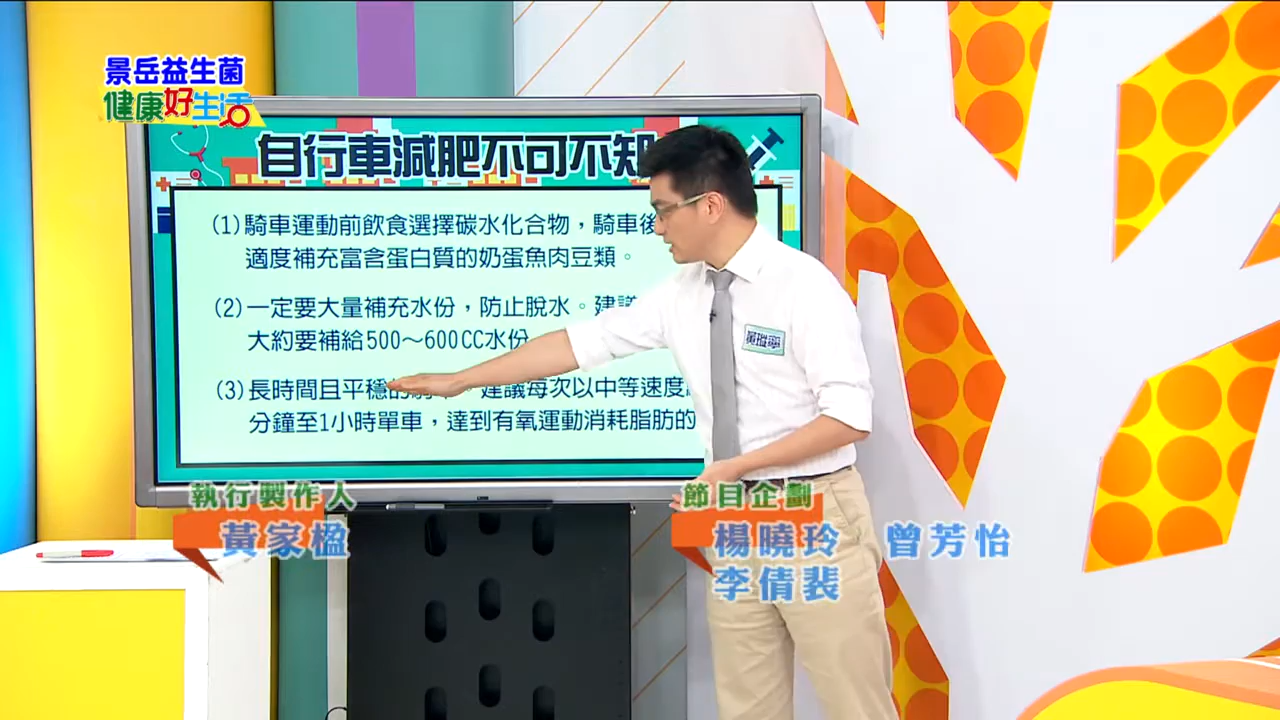 景岳益生菌
健康好生活
自行車減肥不可不知
(1)騎車運動前飲食選擇碳水化合物，騎車後
適度補充富含蛋白質的奶蛋魚肉豆類。
(2)一定要大量補充水份，防止脫水。建議
大約要補給500～600CC水份
(3)長時間且平穩的騎車，建議每次以中等速度
分鐘至1小時單車，達到有氧運動消耗脂肪的
黃瑽寧
執行製作人
黃家楹
節目企劃
楊曉玲 曾芳怡
李倩裴